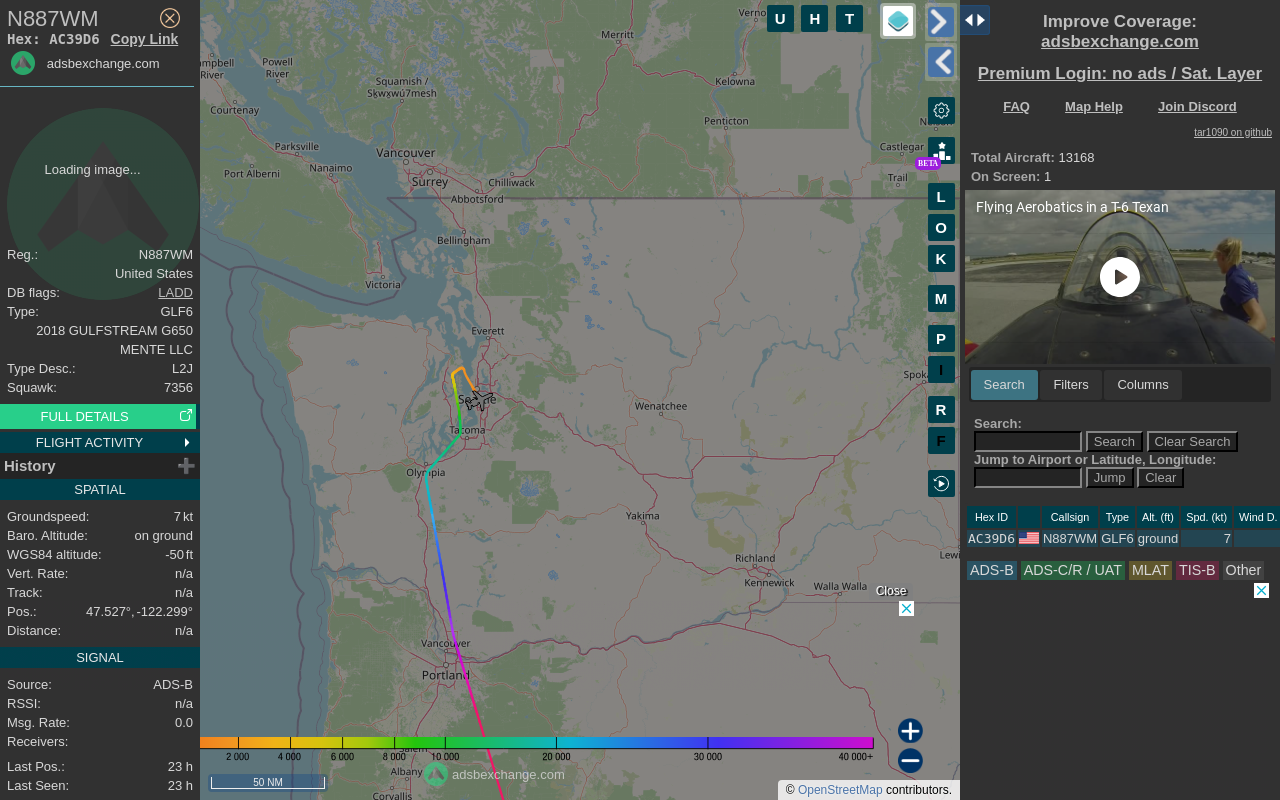 N887WM
Hex: AC39D6 Copy Link
adsbexchange.com
Loading image...
Reg.: N887WM
United States
DB flags: LADD
Type: GLF6
2018 GULFSTREAM G650
MENTE LLC
Type Desc.: L2J
Squawk: 7356
FULL DETAILS
FLIGHT ACTIVITY
History
SPATIAL
Groundspeed: 7 kt
Baro. Altitude: on ground
WGS84 altitude: -50 ft
Vert. Rate: n/a
Track: n/a
Pos.: 47.527°, -122.299°
Distance: n/a
SIGNAL
Source: ADS-B
RSSI: n/a
Msg. Rate: 0.0
Receivers:
Last Pos.: 23 h
Last Seen: 23 h
U H T
Merritt
Powell
River
River
Squamish /
Sḵwx̱wú7mesh
Kelowna
Courtenay
Penticton
Parksville
Nanaimo
Vancouver
Castlegar
BETA
Port Alberni
Surrey
Chilliwack
Trail
Abbotsford
L
O
Bellingham
K
Victoria
M
Everett
P
I
Wenatchee
R
Tacoma
F
Olympia
Yakima
Richland
Kennewick
Walla Walla
Close
Vancouver
Portland
2 000 4 000 6 000 8 000 10 000 20 000 30 000 40 000+
Albany
adsbexchange.com
50 NM
Corvallis
© OpenStreetMap contributors.
Improve Coverage:
adsbexchange.com
Premium Login: no ads / Sat. Layer
FAQ Map Help Join Discord
tar1090 on github
Total Aircraft: 13168
On Screen: 1
Flying Aerobatics in a T-6 Texan
Search Filters Columns
Search:
Search Clear Search
Jump to Airport or Latitude, Longitude:
Jump Clear
Hex ID Callsign Type Alt. (ft) Spd. (kt) Wind D.
AC39D6 N887WM GLF6 ground 7
ADS-B ADS-C/R / UAT MLAT TIS-B Other